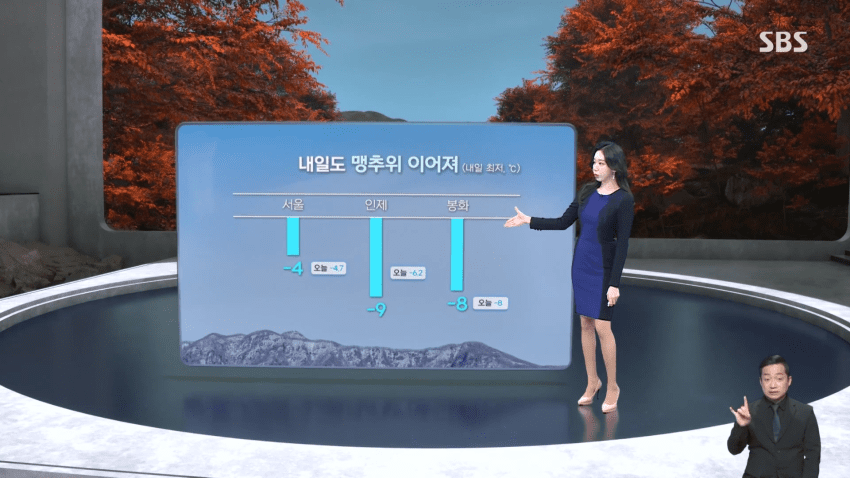 SBS
내일도 맹추위 이어져 (내일 최저, ℃)
서울 인제 봉화
-4 오늘 -4.7
-9 오늘 -6.2
-8 오늘 -8